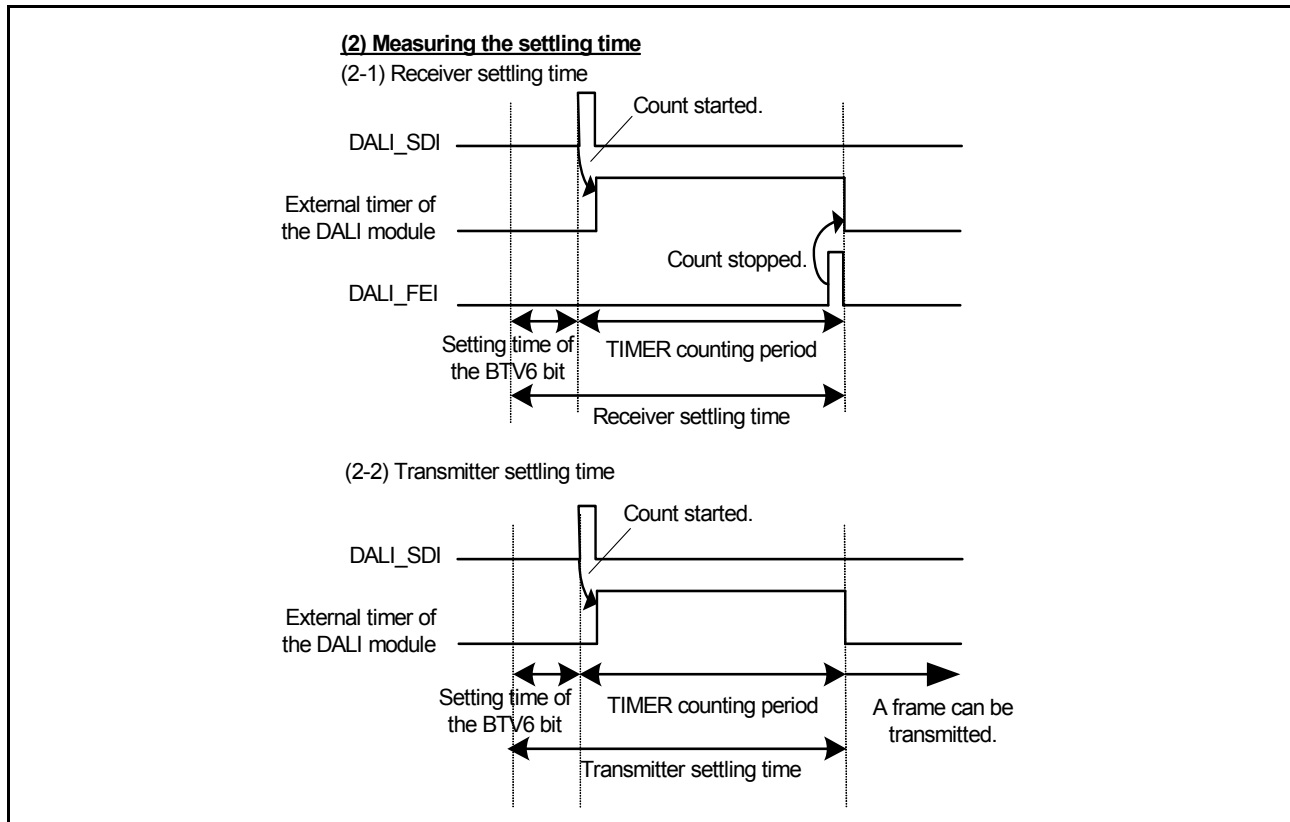 (2) Measuring the settling time
(2-1) Receiver settling time
Count started.
DALI_SDI
External timer of
the DALI module
Count stopped.
DALI_FEI
Setting time of
the BTV6 bit
TIMER counting period
Receiver settling time
(2-2) Transmitter settling time
Count started.
DALI_SDI
External timer of
the DALI module
Setting time of
the BTV6 bit
TIMER counting period
A frame can be
transmitted.
Transmitter settling time